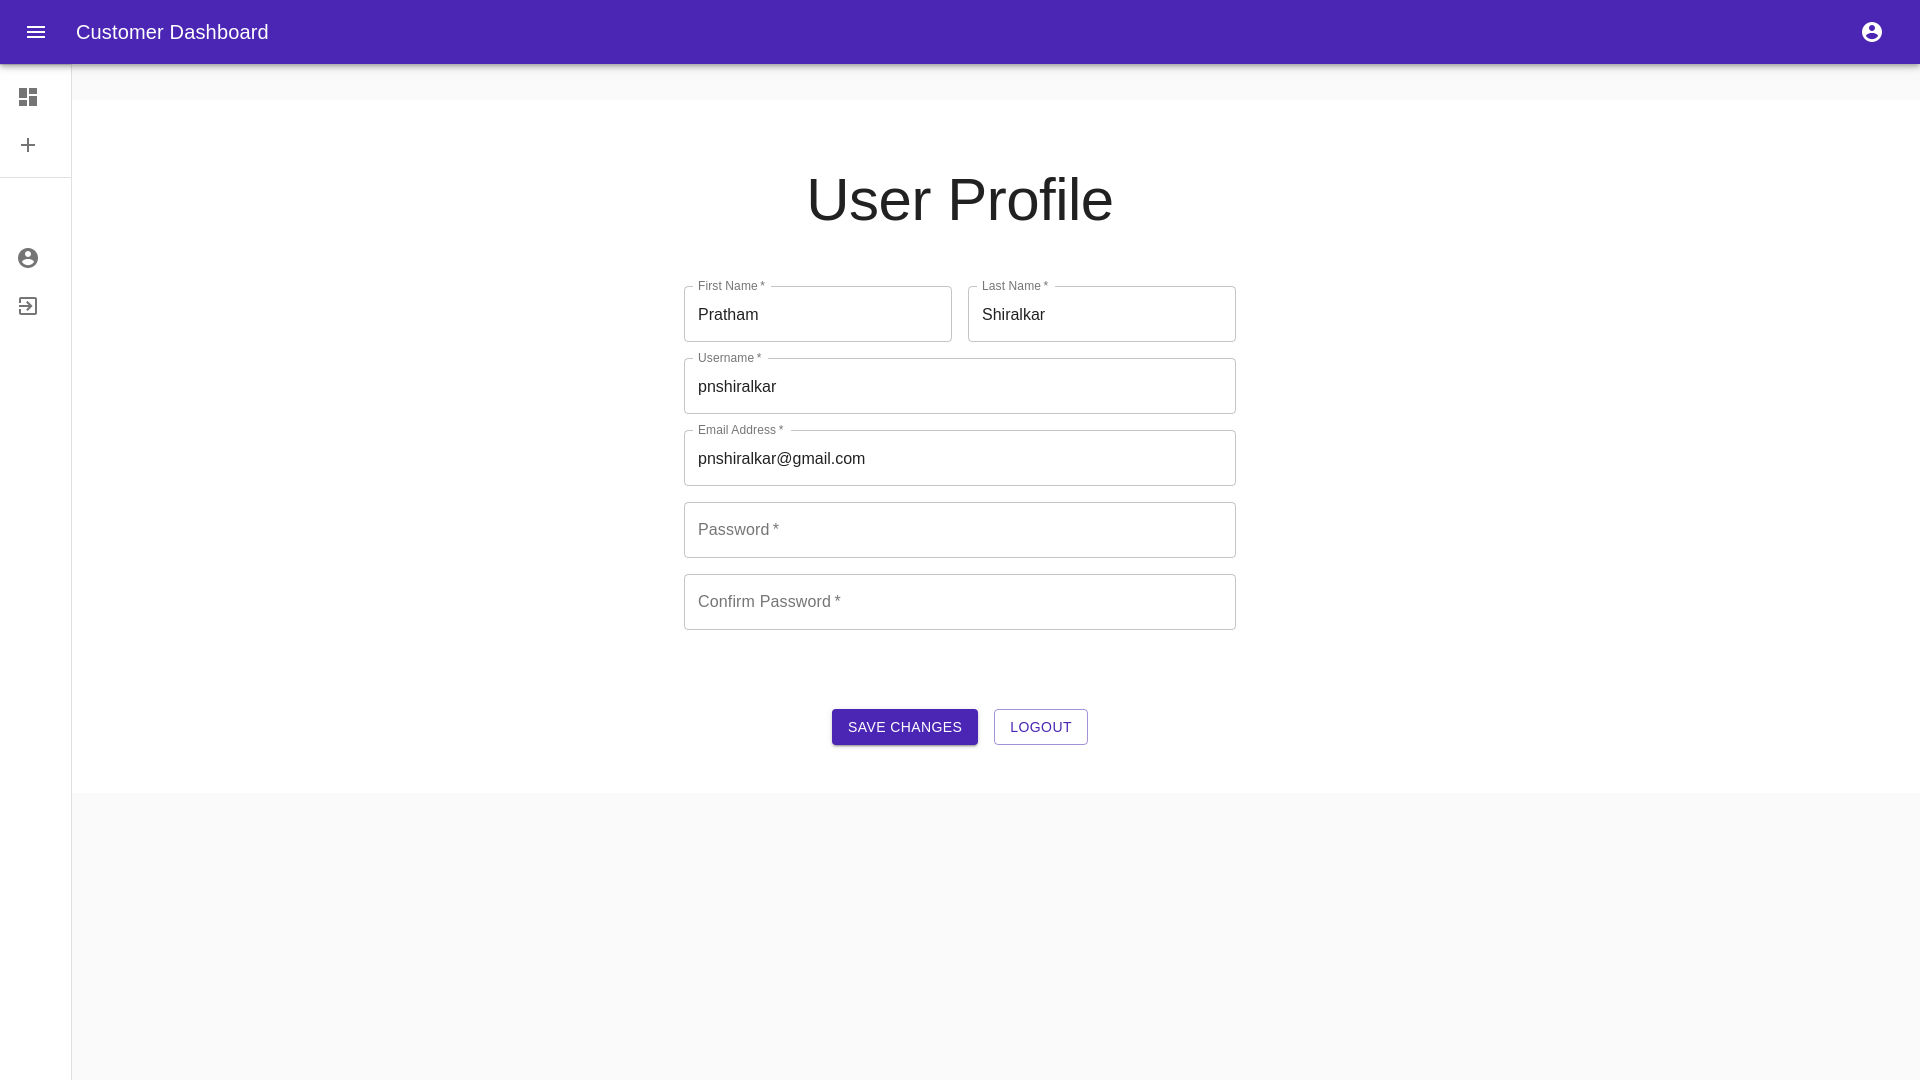 Customer Dashboard
User Profile
First Name *
Last Name *
Pratham
Shiralkar
Username *
pnshiralkar
Email Address *
pnshiralkar@gmail.com
Password *
Confirm Password *
SAVE CHANGES
LOGOUT